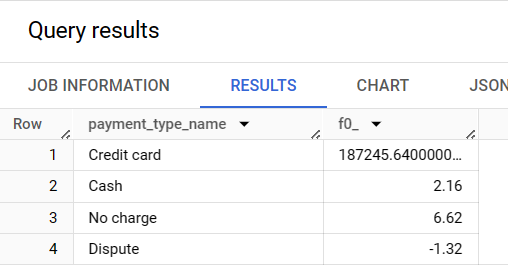 Query results
JOB INFORMATION RESULTS CHART JSON
Row payment_type_name f0_
1 Credit card 187245.6400000...
2 Cash 2.16
3 No charge 6.62
4 Dispute -1.32